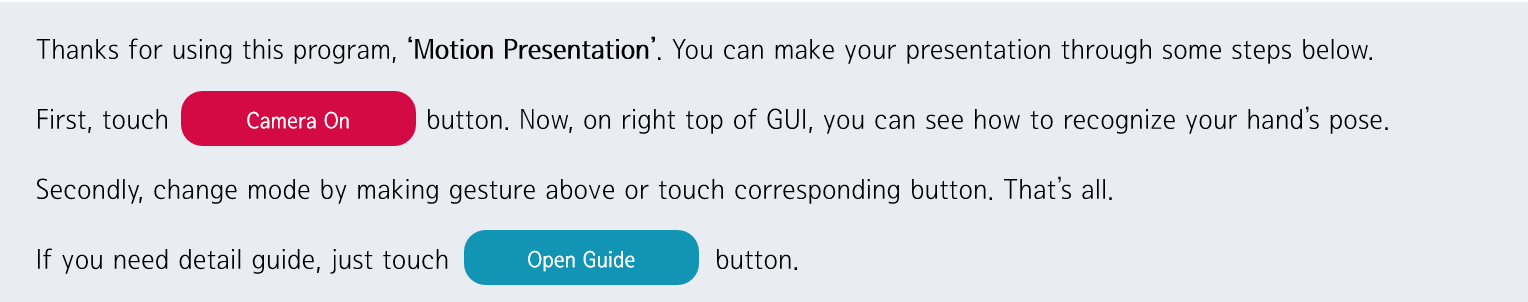 Thanks for using this program, ‘Motion Presentation’. You can make your presentation through some steps below.
First, touch Camera On button. Now, on right top of GUI, you can see how to recognize your hand’s pose.
Secondly, change mode by making gesture above or touch corresponding button. That’s all.
If you need detail guide, just touch Open Guide button.